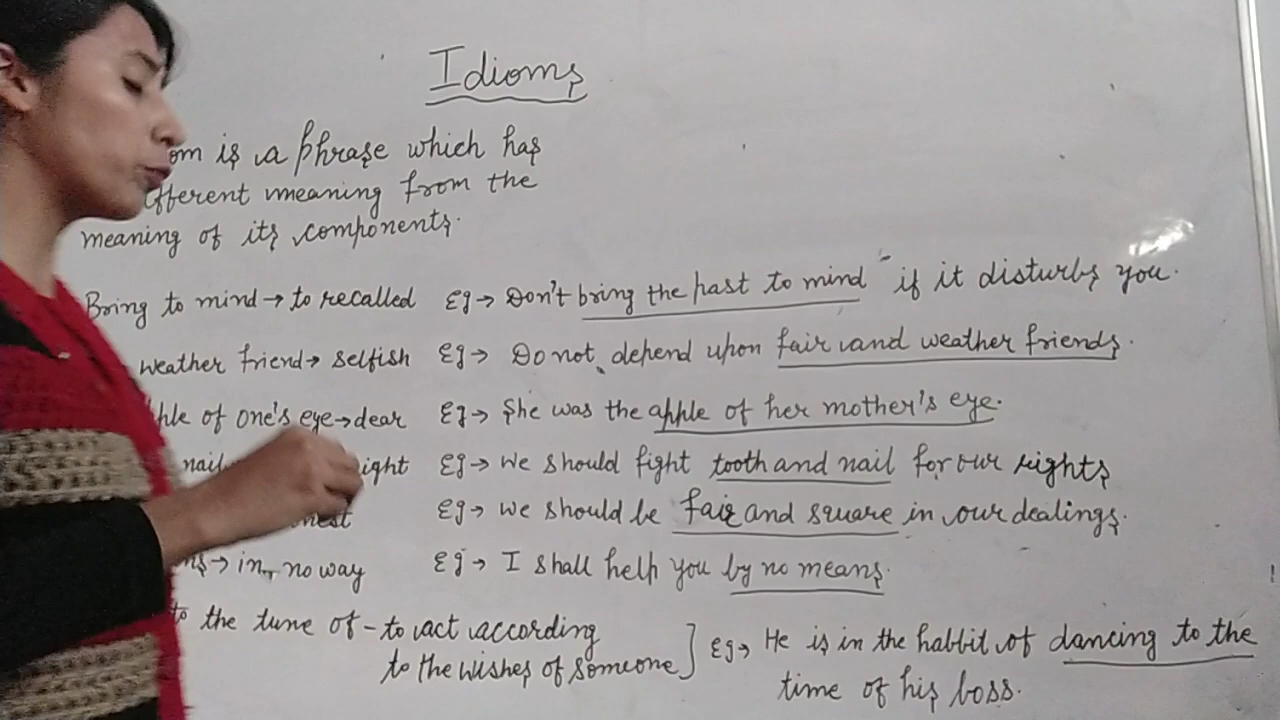 Idioms
is a phrase which has
meaning from the
meaning of its components.
Bring to mind → to recalled Eg → Don't bring the past to mind if it disturbs you.
weather friend → selfish Eg → Do not depend upon fair and weather friends.
of one's eye → dear Eg → She was the apple of her mother's eye.
nail Eg → We should fight tooth and nail for our rights
Eg → We should be fair and square in our dealings.
→ in no way Eg → I shall help you by no means.
to the tune of - to act according
to the wishes of someone ] Eg → He is in the habbit of dancing to the
time of his boss.